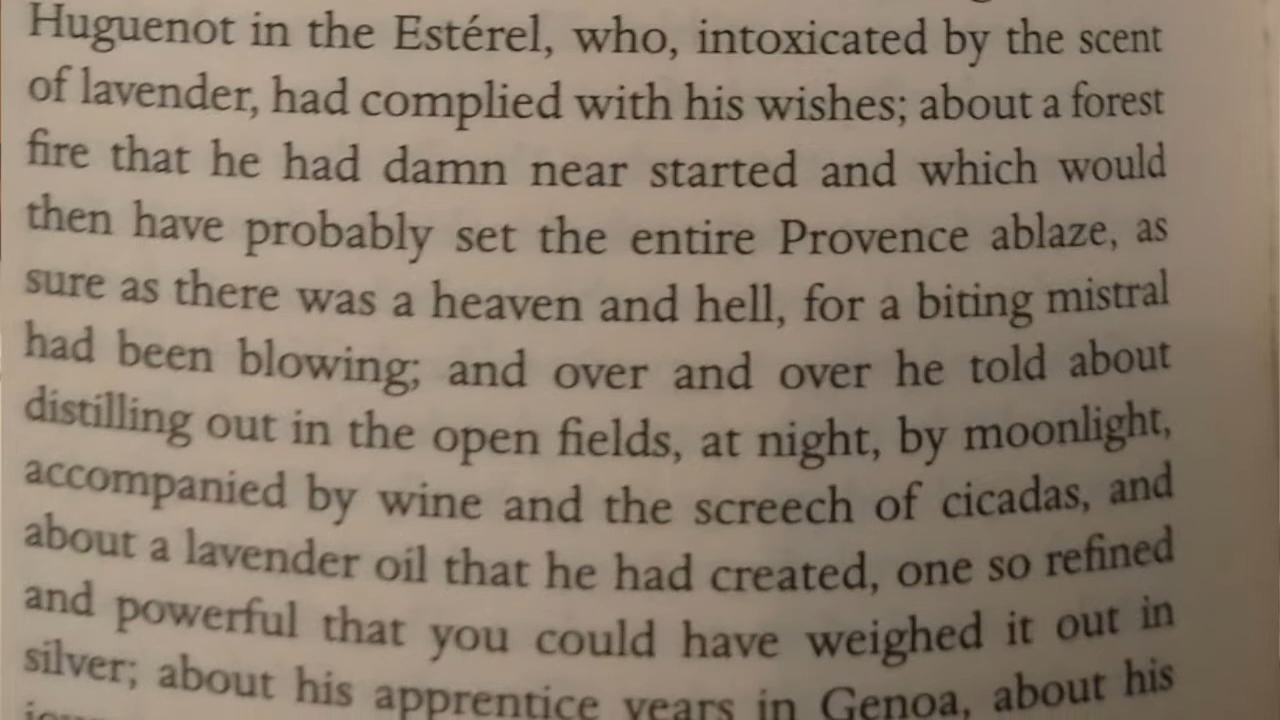 Huguenot in the Estérel, who, intoxicated by the scent
of lavender, had complied with his wishes; about a forest
fire that he had damn near started and which would
then have probably set the entire Provence ablaze, as
sure as there was a heaven and hell, for a biting mistral
had been blowing; and over and over he told about
distilling out in the open fields, at night, by moonlight,
accompanied by wine and the screech of cicadas, and
about a lavender oil that he had created, one so refined
and powerful that you could have weighed it out in
silver; about his apprentice years in Genoa, about his